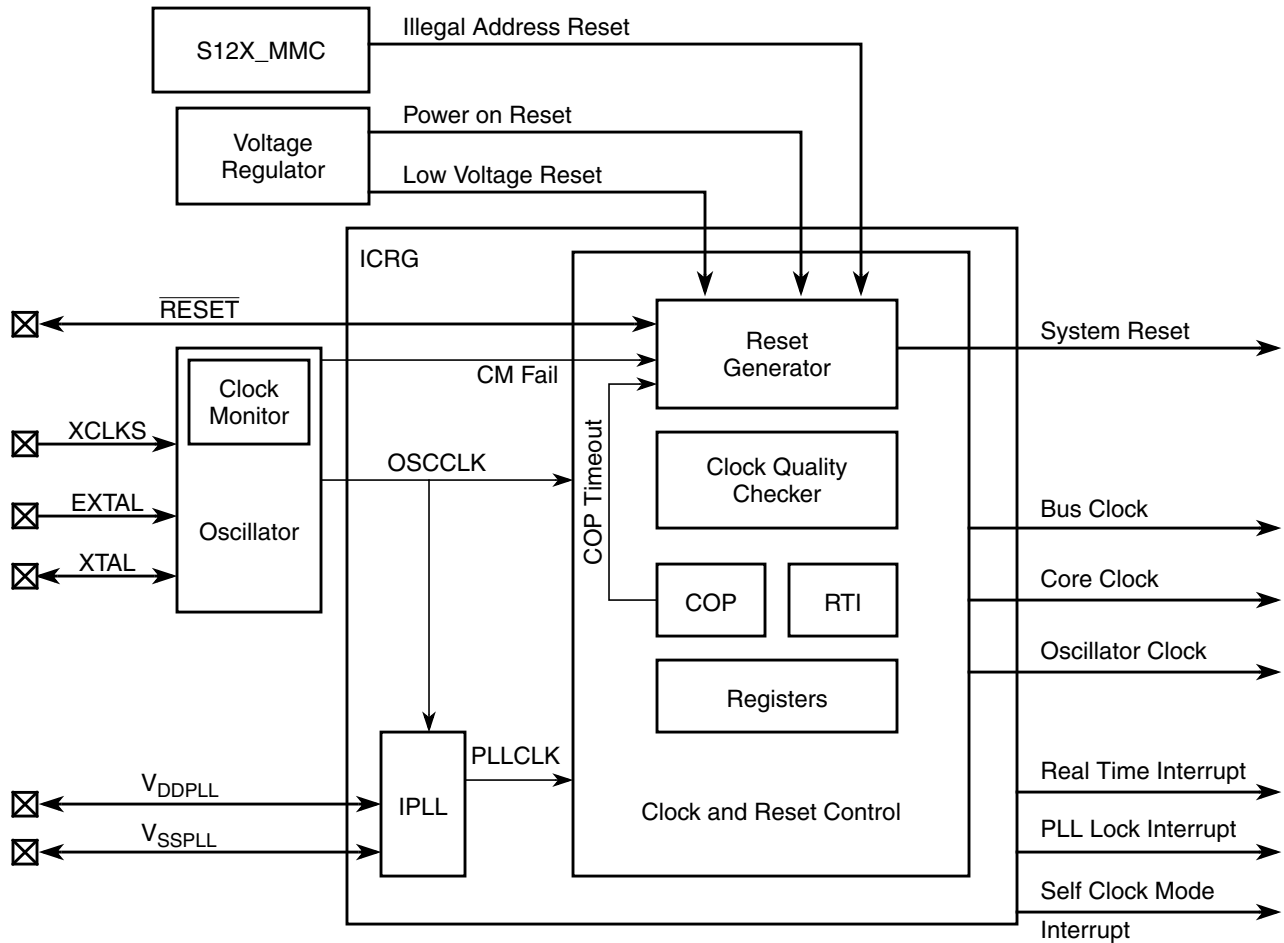 Illegal Address Reset
S12X_MMC
Power on Reset
Voltage
Regulator
Low Voltage Reset
ICRG
RESET
Reset
Generator
System Reset
CM Fail
Clock
Monitor
XCLKS
OSCCLK
COP Timeout
Clock Quality
Checker
EXTAL
Oscillator
Bus Clock
XTAL
COP
RTI
Core Clock
Oscillator Clock
Registers
PLLCLK
Real Time Interrupt
VDDPLL
IPLL
Clock and Reset Control
PLL Lock Interrupt
VSSPLL
Self Clock Mode
Interrupt